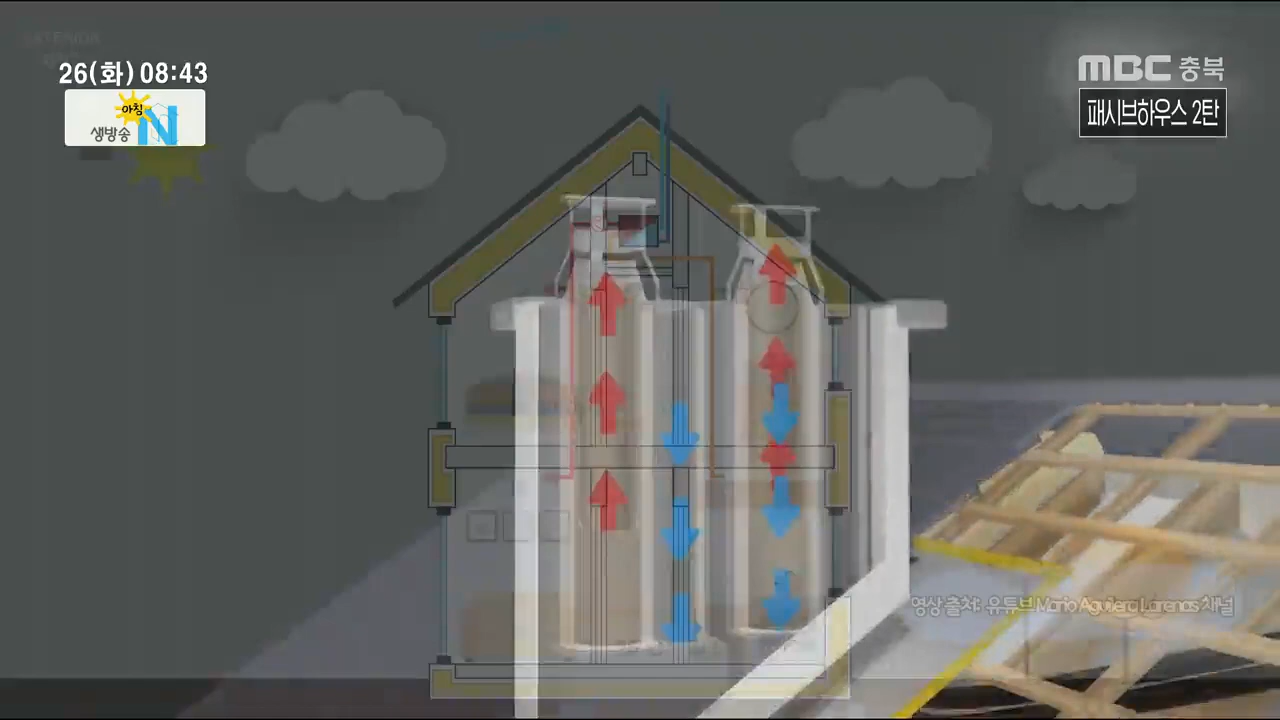 26(화) 08:43
아침
생방송 N
MBC 충북
패시브하우스 2탄
영상 출처: 유튜브 Mario Aguilera Larenas 채널